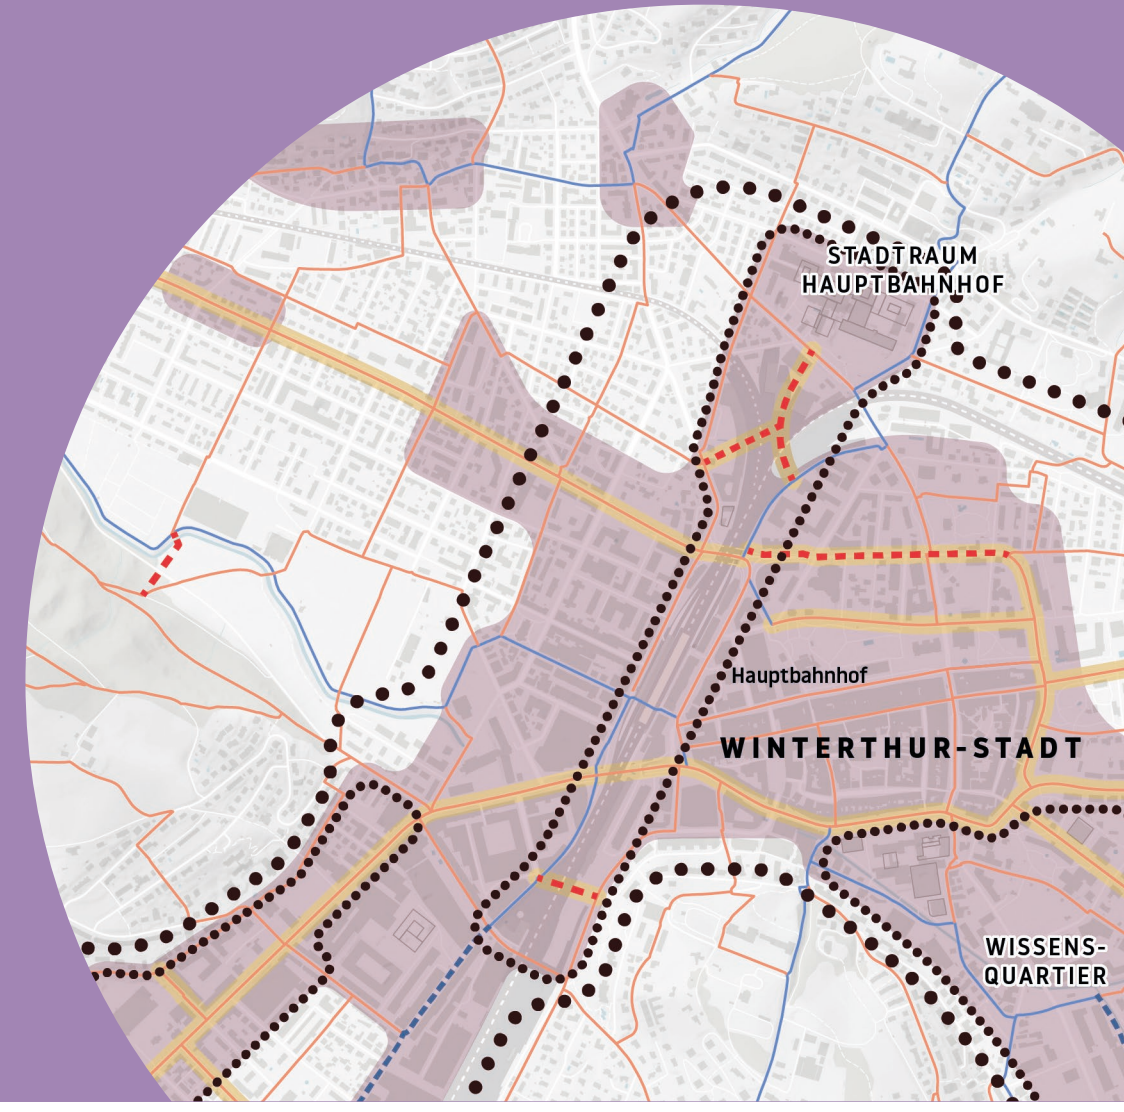 STADTRAUM
HAUPTBAHNHOF
Hauptbahnhof
WINTERTHUR-STADT
WISSENS-
QUARTIER